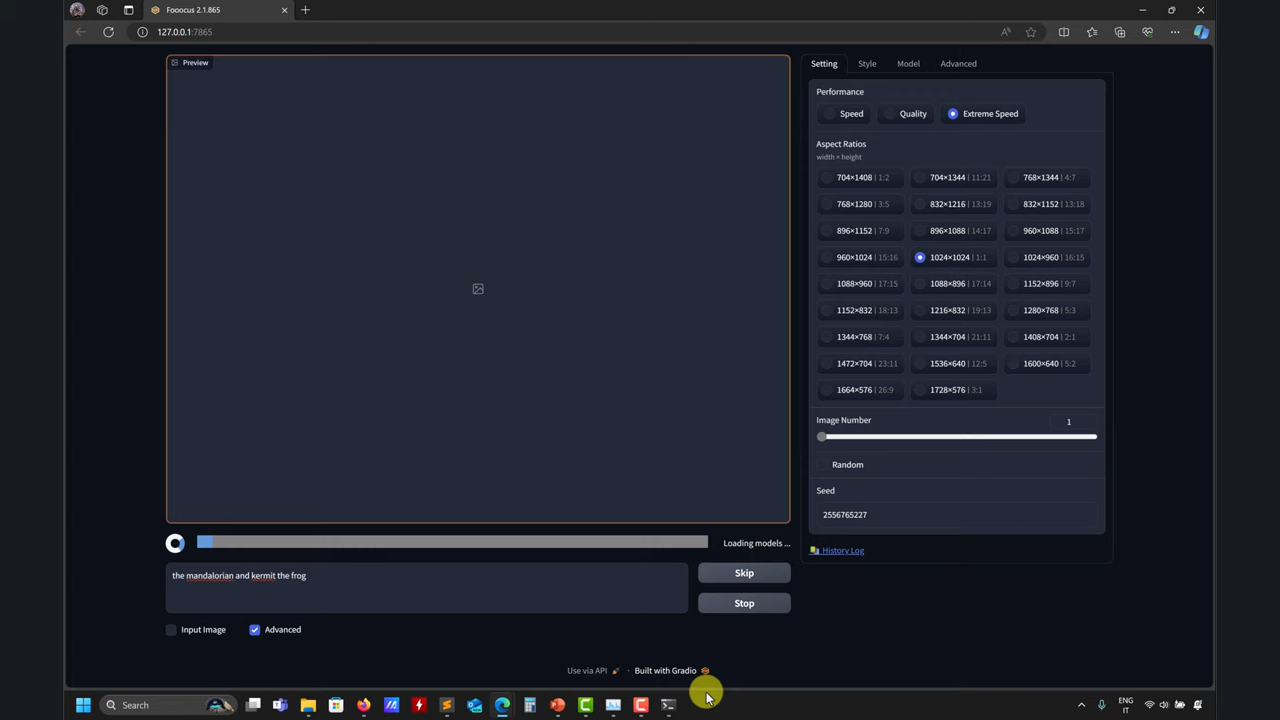 Fooocus 2.1.865
127.0.0.1:7865
Preview
Setting Style Model Advanced
Performance
Speed Quality Extreme Speed
Aspect Ratios
width × height
704×1408 | 1:2 704×1344 | 11:21 768×1344 | 4:7
768×1280 | 3:5 832×1216 | 13:19 832×1152 | 13:18
896×1152 | 7:9 896×1088 | 14:17 960×1088 | 15:17
960×1024 | 15:16 1024×1024 | 1:1 1024×960 | 16:15
1088×960 | 17:15 1088×896 | 17:14 1152×896 | 9:7
1152×832 | 18:13 1216×832 | 19:13 1280×768 | 5:3
1344×768 | 7:4 1344×704 | 21:11 1408×704 | 2:1
1472×704 | 23:11 1536×640 | 12:5 1600×640 | 5:2
1664×576 | 26:9 1728×576 | 3:1
Image Number 1
Random
Seed
2556765227
History Log
Loading models ...
the mandalorian and kermit the frog
Skip
Stop
Input Image Advanced
Use via API · Built with Gradio
Search
ENG
IT